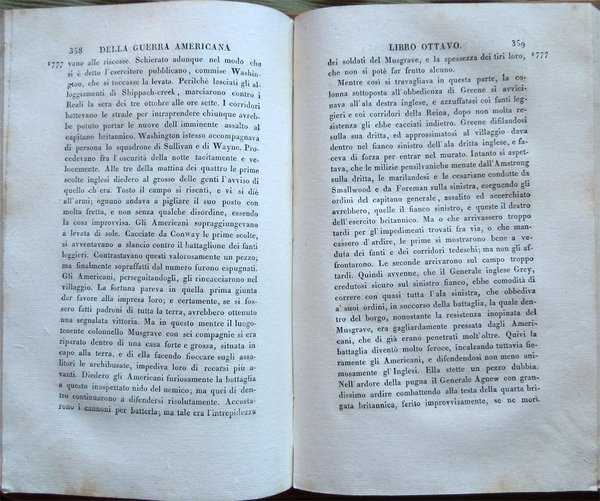 358 DELLA GUERRA AMERICANA
1777 vano alle riscosse. Schierato adunque nel modo che
si è detto l'esercitore pubblicano, commise Washin-
gton, che si toccasse la levata. Perilchè lasciati gli al-
leggiamenti di Shippach-creek, marciarono contro i
Reali la sera dei tre ottobre alle ore sette. I corridori
battevano le strade per intraprendere chiunque avreb-
be potuto portar le nuove dell'imminente assalto al
capitano britannico. Washington istesso accompagnava
di persona lo squadrone di Sullivan e di Wayne. Pro-
cedevano fra l'oscurità della notte tacitamente e ve-
locemente. Alle tre della mattina dei quattro le prime
scolte inglesi diedero al grosso delle genti l'avviso di
quello ch'era. Tosto il campo si risentì, e vi si diè
all'armi; ognuno andava a pigliare il suo posto con
molta fretta, e non senza qualche disordine, essendo
la cosa improvvisa. Gli Americani sopraggiungevano
a levata di sole. Cacciate da Conway le prime scolte,
si avventavano a slancio contro il battaglione dei fanti
leggieri. Contrastavan questi valorosamente un pezzo;
ma finalmente sopraffatti dal numero furono espugnati.
Gli Americani, perseguitandogli, gli rincacciarono nel
villaggio. La fortuna pareva in questa prima giunta
dar favore alla impresa loro; e certamente, se si fos-
sero fatti padroni di tutta la terra, avrebbero ottenuto
una segnalata vittoria. Ma in questo mentre il luogo-
tenente colonnello Musgrave con sei compagnie si era
riparato dentro di una casa forte e grossa, situata in
capo alla terra, e di ella facendo fioccare sugli assa-
litori le archibusate, impediva loro di recarsi più a-
vanti. Diedero gli Americani furiosamente la battaglia
a questo inaspettato nido del nemico; ma quei di den-
tro continuarono a difendersi risolutamente. Accosta-
rono i cannoni per batterla; ma tale era l'intrepidezza
LIBRO OTTAVO. 359
dei soldati del Musgrave, e la spessezza dei tiri loro, 1777
che non si potè far frutto alcuno.
Mentre così si travagliava in questa parte, la co-
lonna sottoposta all'obbedienza di Greene si avvici-
nava all'ala destra inglese, e azzuffatasi coi fanti leg-
gieri e coi corridori della Reina, dopo non molta re-
sistenza gli ebbe cacciati indietro. Greene difilandosi
sulla sua dritta, ed approssimatosi al villaggio dava
dentro nel fianco sinistro dell'ala dritta inglese, e fa-
ceva di forza per entrar nel murato. Intanto si aspet-
tava, che le milizie pensilvaniche menate dall'Amstrong
sulla dritta, le marilandesi e le cesariane condotte da
Smallwood e da Foreman sulla sinistra, eseguendo gli
ordini del capitano generale, assalito ed accerchiato
avrebbero, quelle il fianco sinistro, e queste il destro
dell'esercito britannico. Ma o che arrivassero troppo
tardi per gl'impedimenti trovati fra via, o che man-
cassero d'ardire, le prime si mostrarono bene a ve-
duta dei fanti e dei corridori tedeschi; ma non gli af-
frontarono. Le seconde arrivarono sul campo troppo
tardi. Quindi avvenne, che il Generale inglese Grey,
credutosi sicuro sul sinistro fianco, ebbe comodità di
correre con quasi tutta l'ala sinistra, che obbediva
a' suoi ordini, in soccorso della battaglia, la quale den-
tro del borgo, nonostante la resistenza inopinata del
Musgrave, era gagliardamente pressata dagli Ameri-
cani, che di già erano penetrati molt'oltre. Quivi la
battaglia diventò molto feroce, incalzando tuttavia fie-
ramente gli Americani, e difendendosi non meno ani-
mosamente gl'Inglesi. Ella stette un pezzo dubbia.
Nell'ardore della pugna il Generale Agnew con gran-
dissimo ardire combattendo alla testa della quarta bri-
gata britannica, ferito improvvisamente, se ne morì.